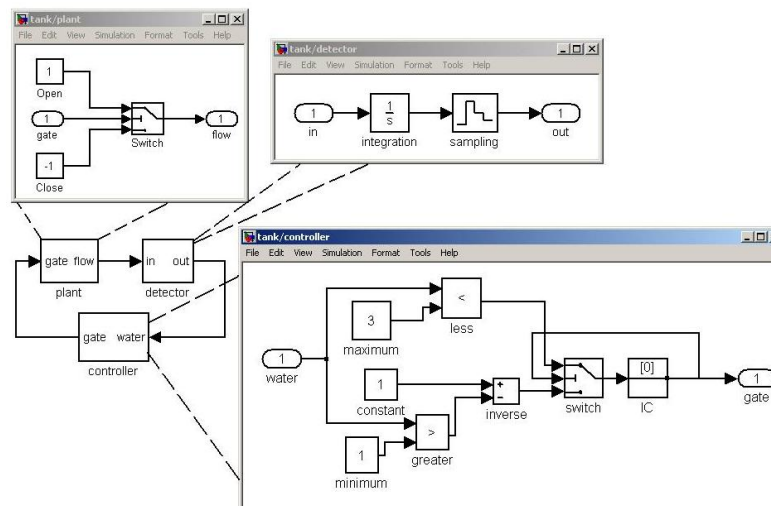 tank/plant
File Edit View Simulation Format Tools Help
1
Open
1
gate
Switch
1
flow
-1
Close
tank/detector
File Edit View Simulation Format Tools Help
1
in
1
s
integration
sampling
1
out
gate flow
plant
in out
detector
gate water
controller
tank/controller
File Edit View Simulation Format Tools Help
<
less
3
maximum
1
water
1
constant
+
−
inverse
switch
[0]
IC
1
gate
>
greater
1
minimum